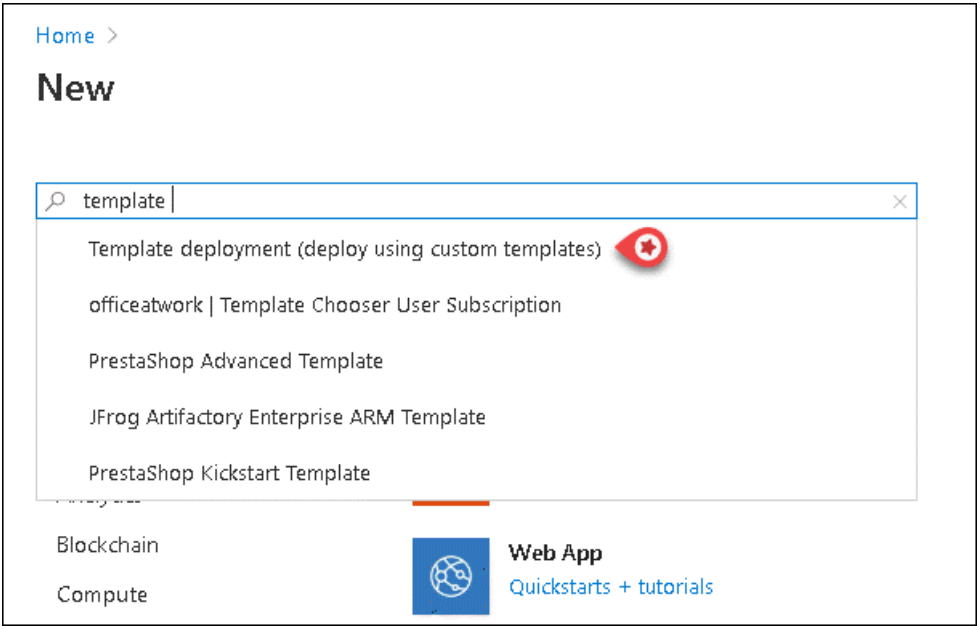 Home >
New
template
Template deployment (deploy using custom templates)
officeatwork | Template Chooser User Subscription
PrestaShop Advanced Template
JFrog Artifactory Enterprise ARM Template
PrestaShop Kickstart Template
Blockchain
Web App
Quickstarts + tutorials
Compute